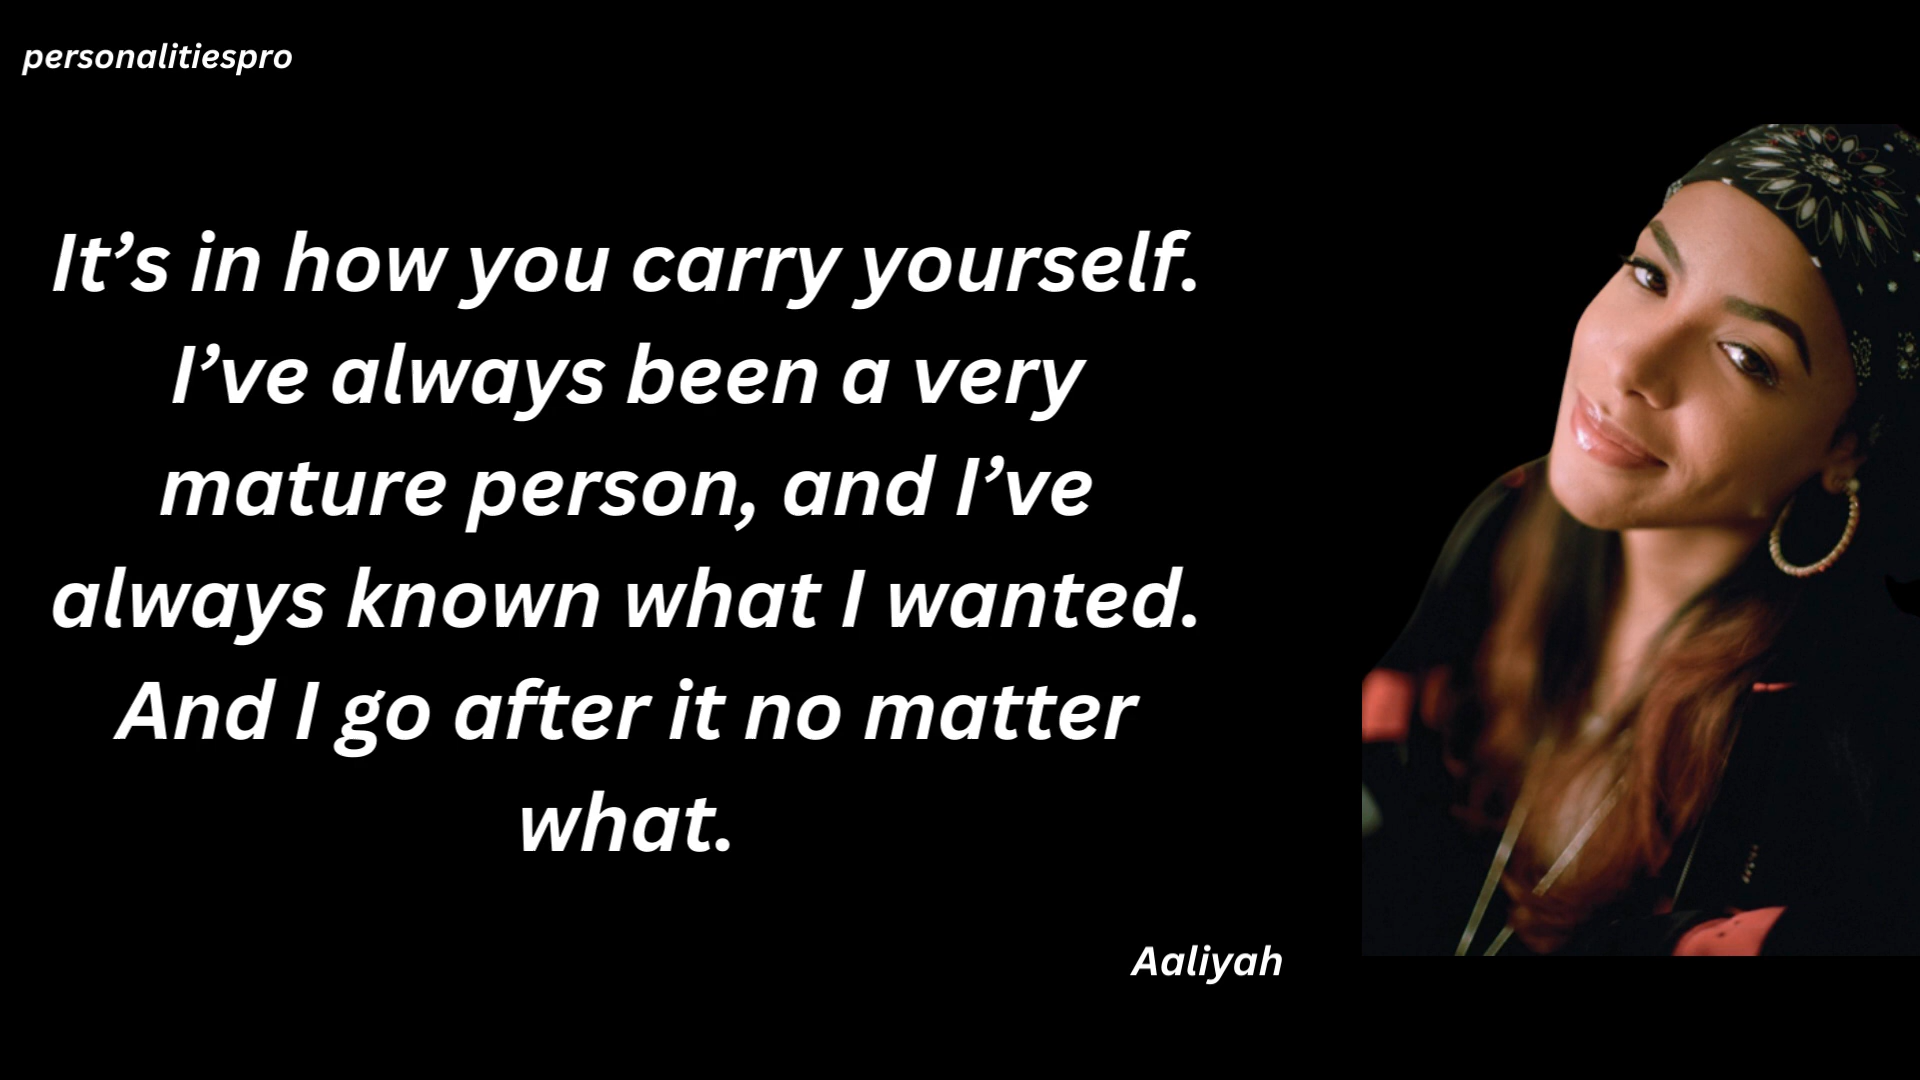 personalitiespro
It’s in how you carry yourself.
I’ve always been a very
mature person, and I’ve
always known what I wanted.
And I go after it no matter
what.
Aaliyah